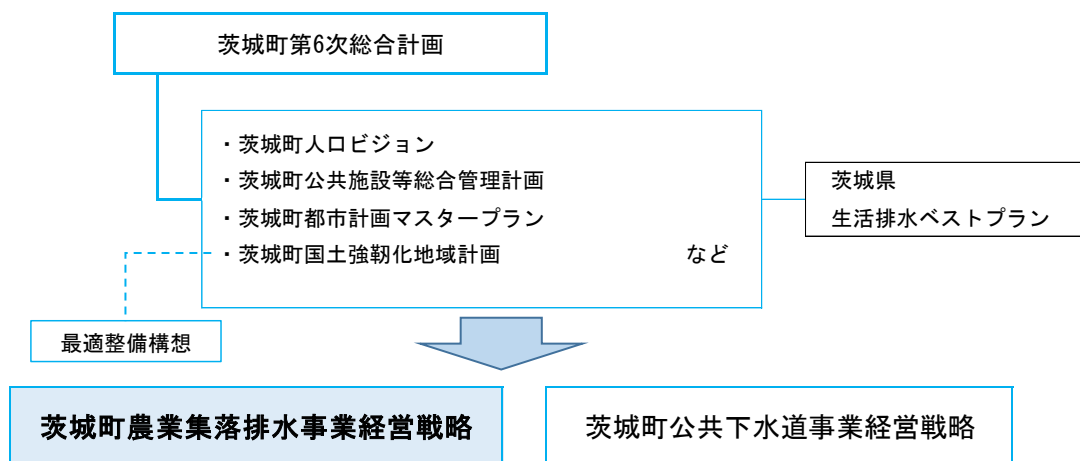 茨城町第6次総合計画
・茨城町人口ビジョン
・茨城町公共施設等総合管理計画
・茨城町都市計画マスタープラン
・茨城町国土強靭化地域計画 など
茨城県
生活排水ベストプラン
最適整備構想
茨城町農業集落排水事業経営戦略
茨城町公共下水道事業経営戦略